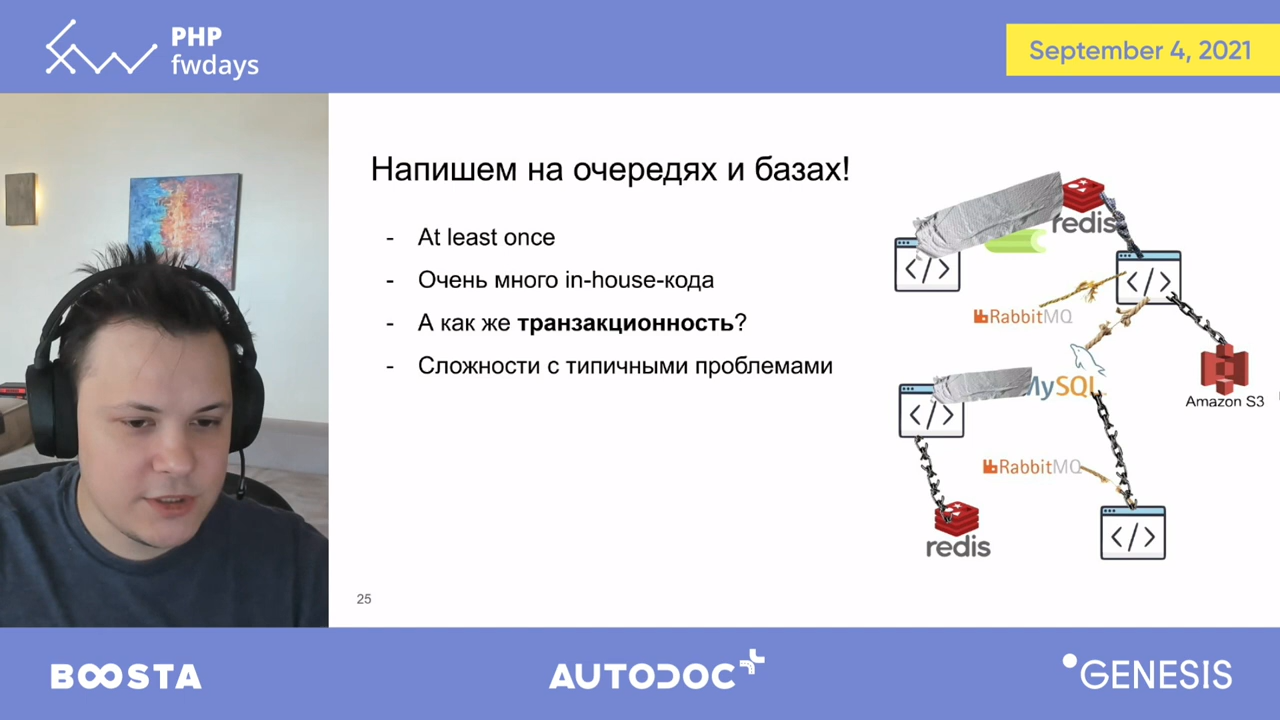 PHP
fwdays
September 4, 2021
Напишем на очередях и базах!
- At least once
- Очень много in-house-кода
- А как же транзакционность?
- Сложности с типичными проблемами
redis
</>
</>
RabbitMQ
MySQL
Amazon S3
</>
RabbitMQ
redis
</>
25
BOOSTA
AUTODOC
GENESIS